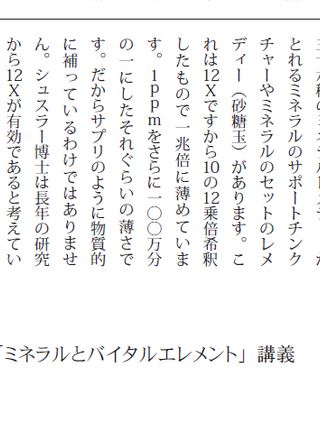 とれるミネラルのサポートチンク
チャーやミネラルのセットのレメ
ディー（砂糖玉）があります。こ
れは12Xですから10の12乗倍希釈
したもので一兆倍に薄めていま
す。1ppmをさらに一〇〇万分
の一にしたそれぐらいの薄さで
す。だからサプリのように物質的
に補っているわけではありませ
ん。シュスラー博士は長年の研究
から12Xが有効であると考えてい
「ミネラルとバイタルエレメント」講義